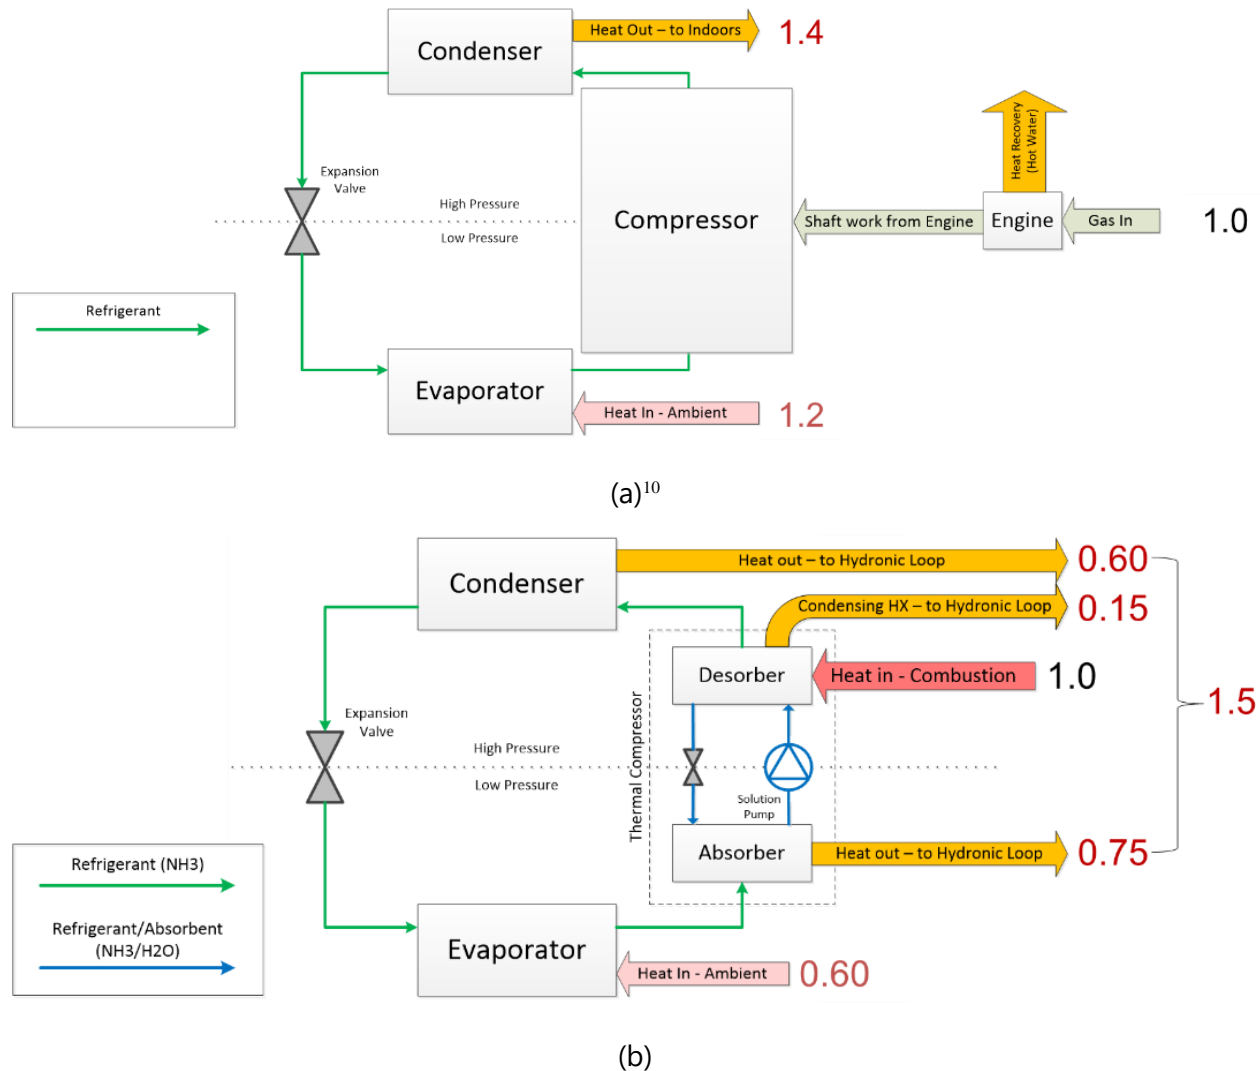 Condenser
Heat Out – to Indoors
1.4
Heat Recovery
(Hot Water)
Expansion
Valve
High Pressure
Low Pressure
Compressor
Shaft work from Engine
Engine
Gas In
1.0
Refrigerant
Evaporator
Heat In - Ambient
1.2
(a)10
Condenser
Heat out – to Hydronic Loop
0.60
Condensing HX – to Hydronic Loop
0.15
Desorber
Heat in - Combustion
1.0
1.5
Expansion
Valve
High Pressure
Low Pressure
Thermal Compressor
Solution
Pump
Absorber
Heat out – to Hydronic Loop
0.75
Refrigerant (NH3)
Refrigerant/Absorbent
(NH3/H2O)
Evaporator
Heat In - Ambient
0.60
(b)